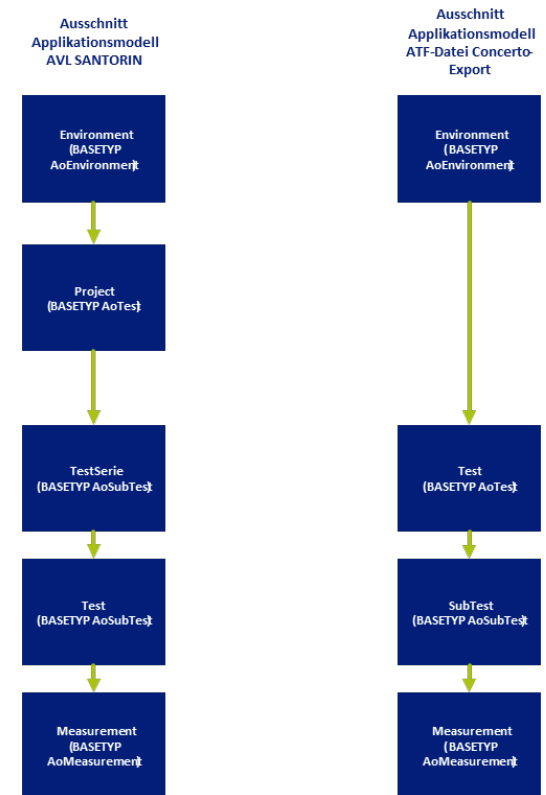 Ausschnitt
Applikationsmodell
AVL SANTORIN
Environment
(BASETYP
AoEnvironment)
Project
(BASETYP AoTest)
TestSerie
(BASETYP AoSubTest)
Test
(BASETYP AoSubTest)
Measurement
(BASETYP
AoMeasurement)
Ausschnitt
Applikationsmodell
ATF-Datei Concerto-
Export
Environment
(BASETYP
AoEnvironment)
Test
(BASETYP AoTest)
SubTest
(BASETYP AoSubTest)
Measurement
(BASETYP
AoMeasurement)